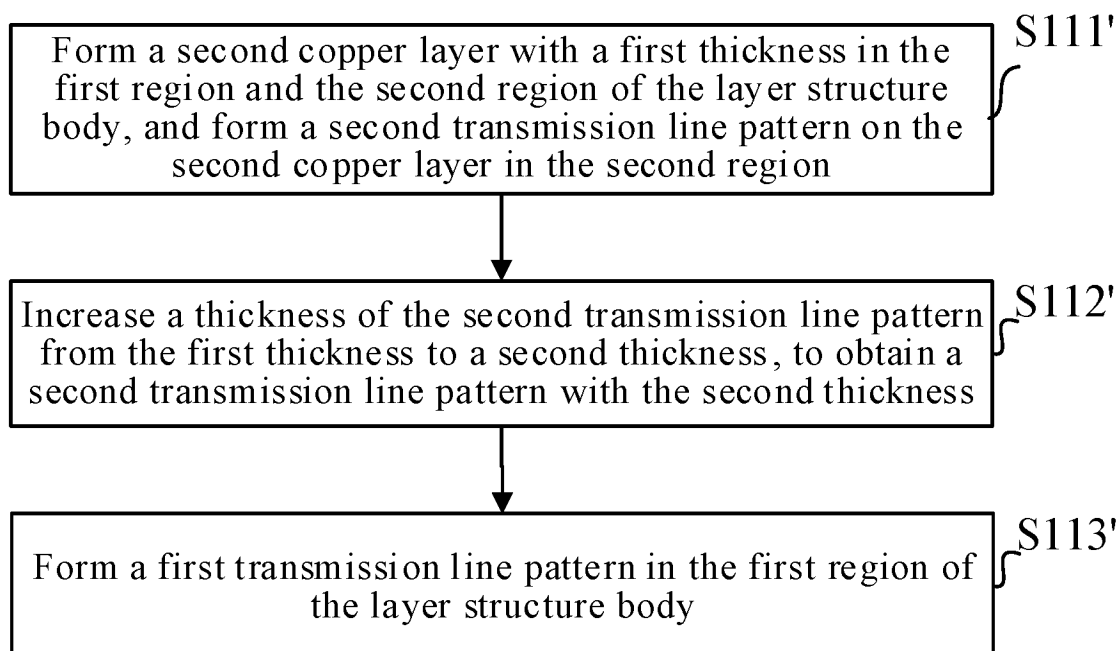 S111'
Form a second copper layer with a first thickness in the
first region and the second region of the layer structure
body, and form a second transmission line pattern on the
second copper layer in the second region
S112'
Increase a thickness of the second transmission line pattern
from the first thickness to a second thickness, to obtain a
second transmission line pattern with the second thickness
S113'
Form a first transmission line pattern in the first region of
the layer structure body